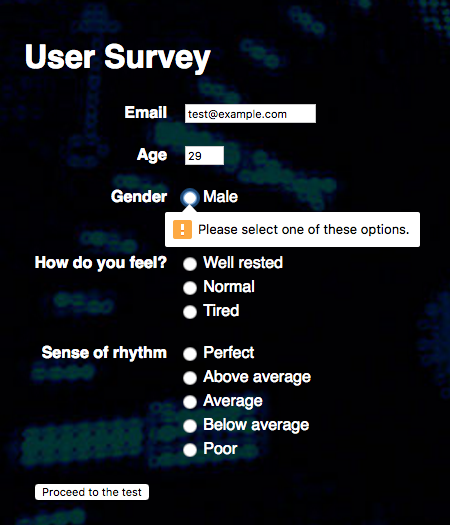 User Survey
Email test@example.com
Age 29
Gender Male
! Please select one of these options.
How do you feel? Well rested
Normal
Tired
Sense of rhythm Perfect
Above average
Average
Below average
Poor
Proceed to the test